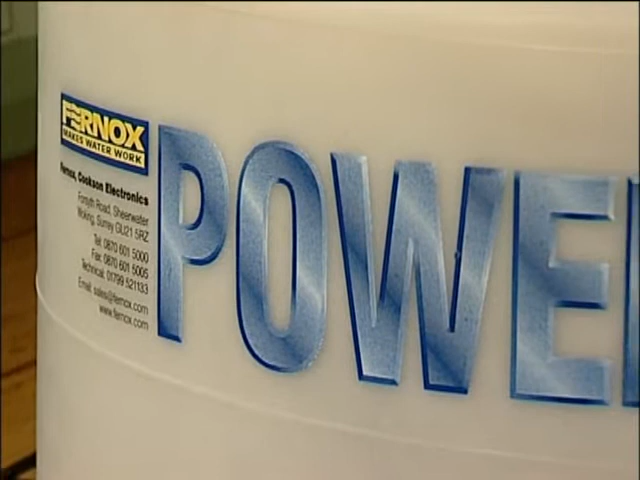 FERNOX
MAKES WATER WORK
Fernox, Cookson Electronics
Forsyth Road, Sheerwater
Woking, Surrey GU21 5RZ
Tel: 0870 601 5000
Fax: 0870 601 5005
Technical: 01799 521133
Email: sales@fernox.com
www.fernox.com
POWE